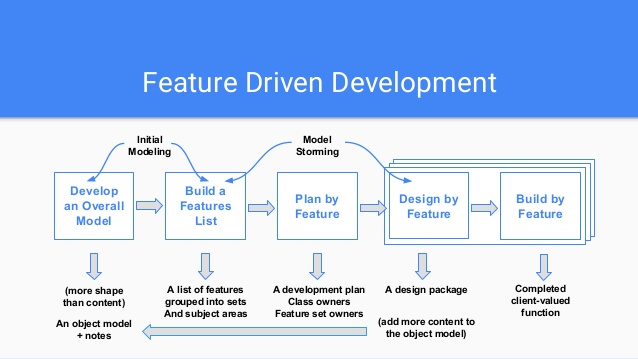 Feature Driven Development
Initial
Modeling
Model
Storming
Develop
an Overall
Model
Build a
Features
List
Plan by
Feature
Design by
Feature
Build by
Feature
(more shape
than content)
An object model
+ notes
A list of features
grouped into sets
And subject areas
A development plan
Class owners
Feature set owners
A design package
(add more content to
the object model)
Completed
client-valued
function